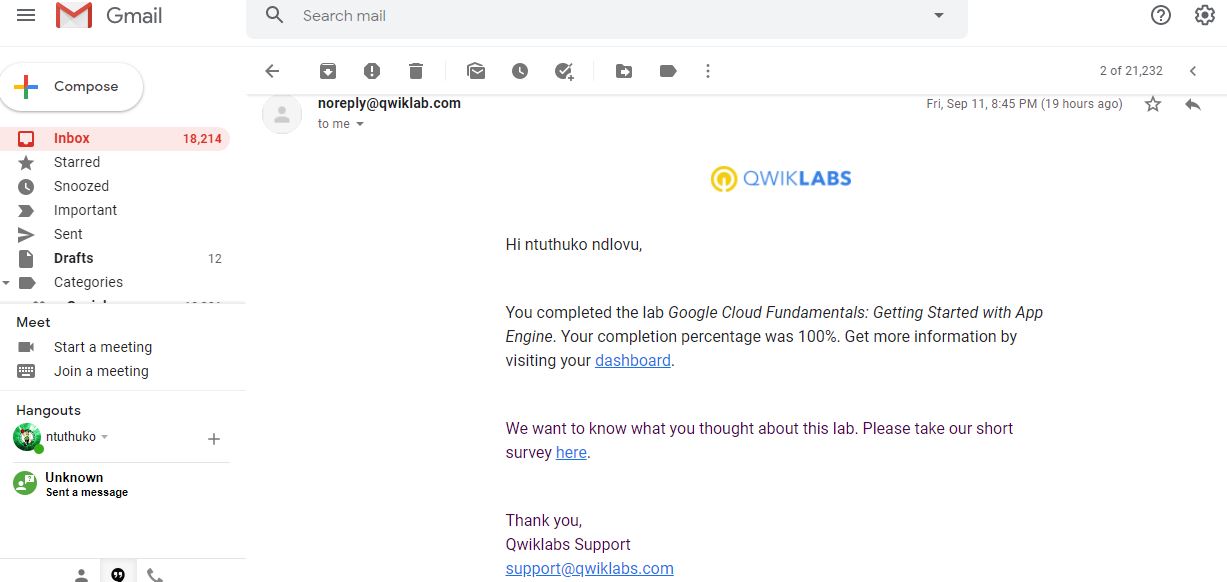 Gmail
Search mail
Compose
2 of 21,232
Inbox 18,214
Starred
Snoozed
Important
Sent
Drafts 12
Categories
Meet
Start a meeting
Join a meeting
Hangouts
ntuthuko
Unknown
Sent a message
noreply@qwiklab.com
Fri, Sep 11, 8:45 PM (19 hours ago)
to me
QWIKLABS
Hi ntuthuko ndlovu,
You completed the lab Google Cloud Fundamentals: Getting Started with App
Engine. Your completion percentage was 100%. Get more information by
visiting your dashboard.
We want to know what you thought about this lab. Please take our short
survey here.
Thank you,
Qwiklabs Support
support@qwiklabs.com